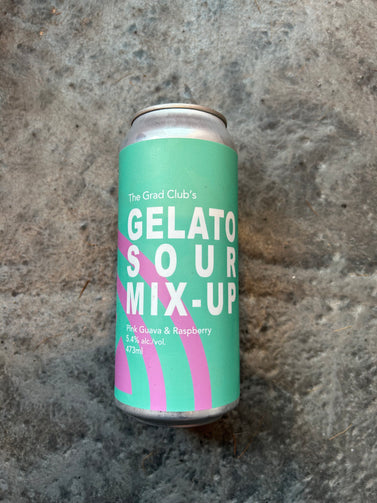 The Grad Club's
GELATO
SOUR
MIX-UP
Pink Guava & Raspberry
5.4% alc./vol.
473ml